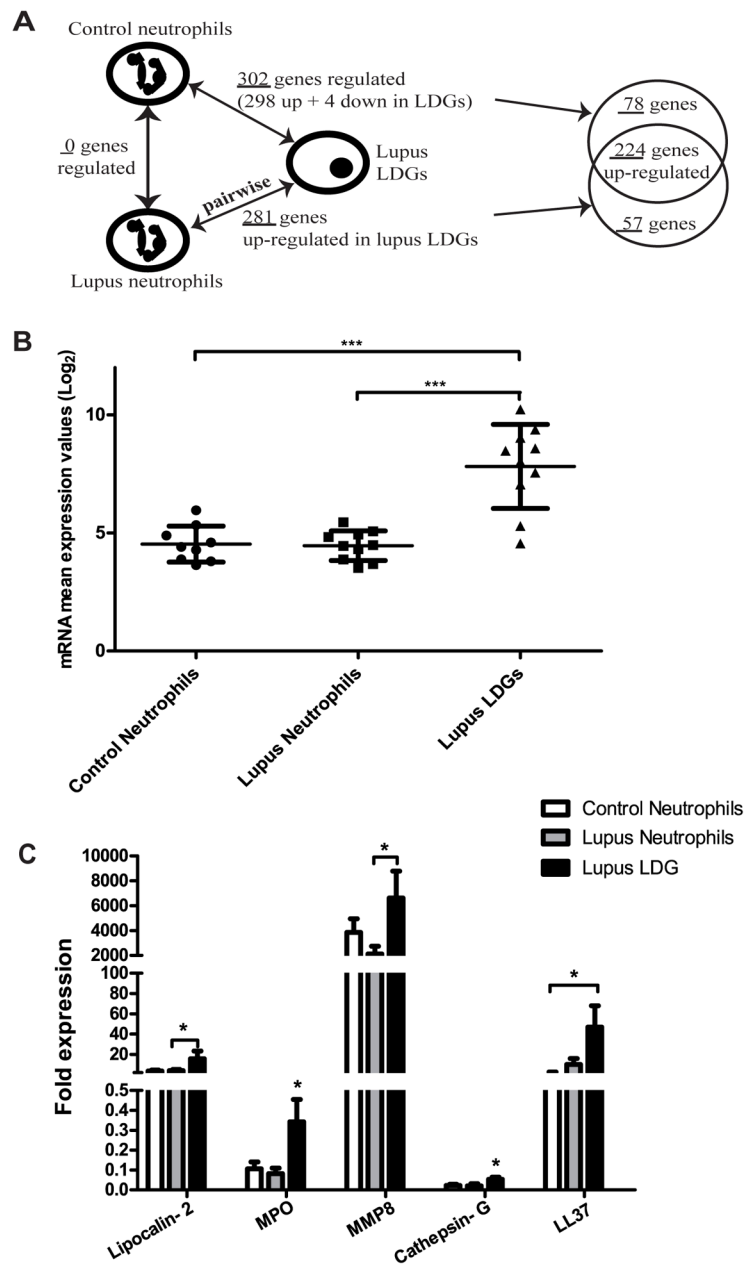 A
Control neutrophils
302 genes regulated
(298 up + 4 down in LDGs)
78 genes
0 genes
regulated
Lupus
LDGs
224 genes
up-regulated
pairwise
281 genes
up-regulated in lupus LDGs
57 genes
Lupus neutrophils
B
mRNA mean expression values (Log2)
***
***
10
5
0
Control Neutrophils
Lupus Neutrophils
Lupus LDGs
Control Neutrophils
Lupus Neutrophils
Lupus LDG
C
Fold expression
10000
8000
6000
4000
2000
100
80
60
40
20
0.5
0.4
0.3
0.2
0.1
0.0
*
*
*
*
*
Lipocalin- 2
MPO
MMP8
Cathepsin- G
LL37